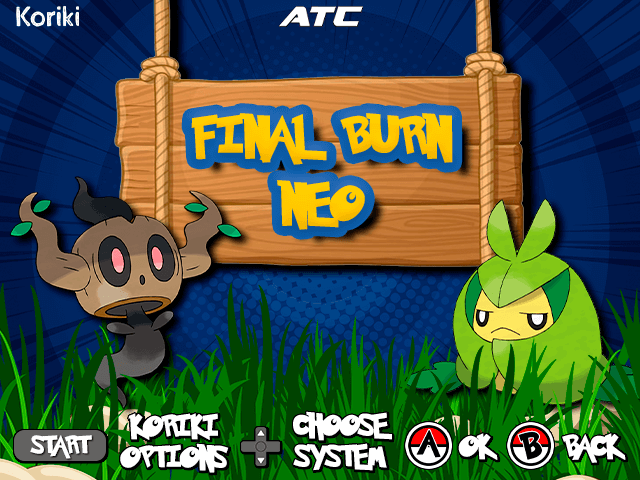 Koriki
ATC
FINAL BURN
NEO
START
KORIKI
OPTIONS
CHOOSE
SYSTEM
A
OK
B
BACK